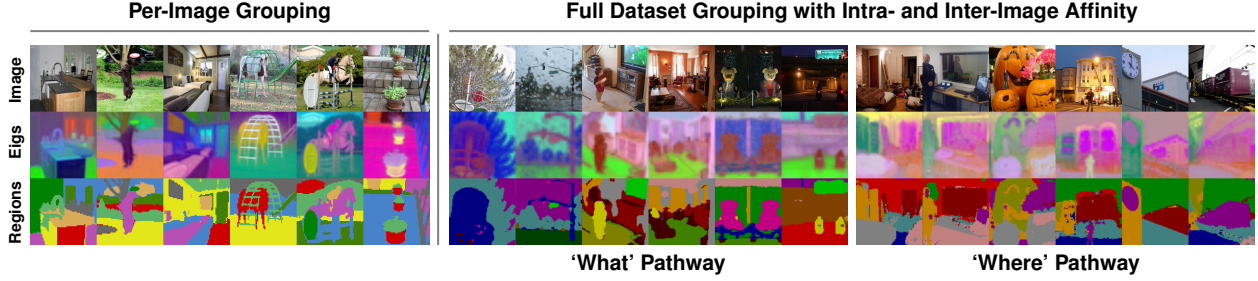 Per-Image Grouping
Full Dataset Grouping with Intra- and Inter-Image Affinity
Image
Eigs
Regions
‘What’ Pathway
‘Where’ Pathway